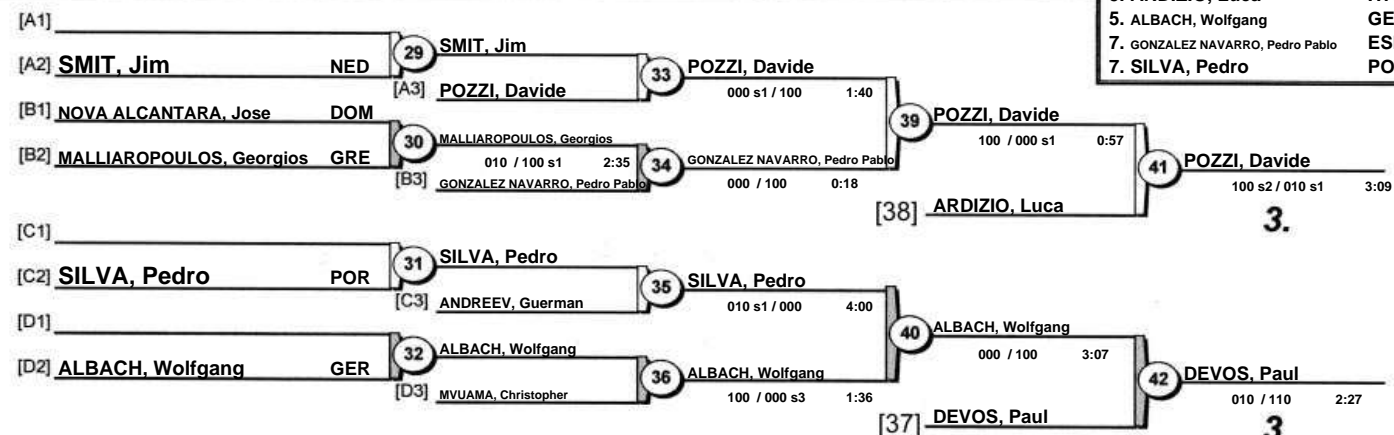 5. ALBACH, Wolfgang GE
7. GONZALEZ NAVARRO, Pedro Pablo ES
7. SILVA, Pedro PO
[A1]
[A2] SMIT, Jim NED
29 SMIT, Jim
[A3] POZZI, Davide
33 POZZI, Davide
000 s1 / 100 1:40
[B1] NOVA ALCANTARA, Jose DOM
[B2] MALLIAROPOULOS, Georgios GRE
30 MALLIAROPOULOS, Georgios
010 / 100 s1 2:35
[B3] GONZALEZ NAVARRO, Pedro Pablo
34 GONZALEZ NAVARRO, Pedro Pablo
000 / 100 0:18
39 POZZI, Davide
100 / 000 s1 0:57
[38] ARDIZIO, Luca
41 POZZI, Davide
100 s2 / 010 s1 3:09
3.
[C1]
[C2] SILVA, Pedro POR
31 SILVA, Pedro
[C3] ANDREEV, Guerman
35 SILVA, Pedro
010 s1 / 000 4:00
[D1]
[D2] ALBACH, Wolfgang GER
32 ALBACH, Wolfgang
[D3] MVUAMA, Christopher
36 ALBACH, Wolfgang
100 / 000 s3 1:36
40 ALBACH, Wolfgang
000 / 100 3:07
[37] DEVOS, Paul
42 DEVOS, Paul
010 / 110 2:27
3